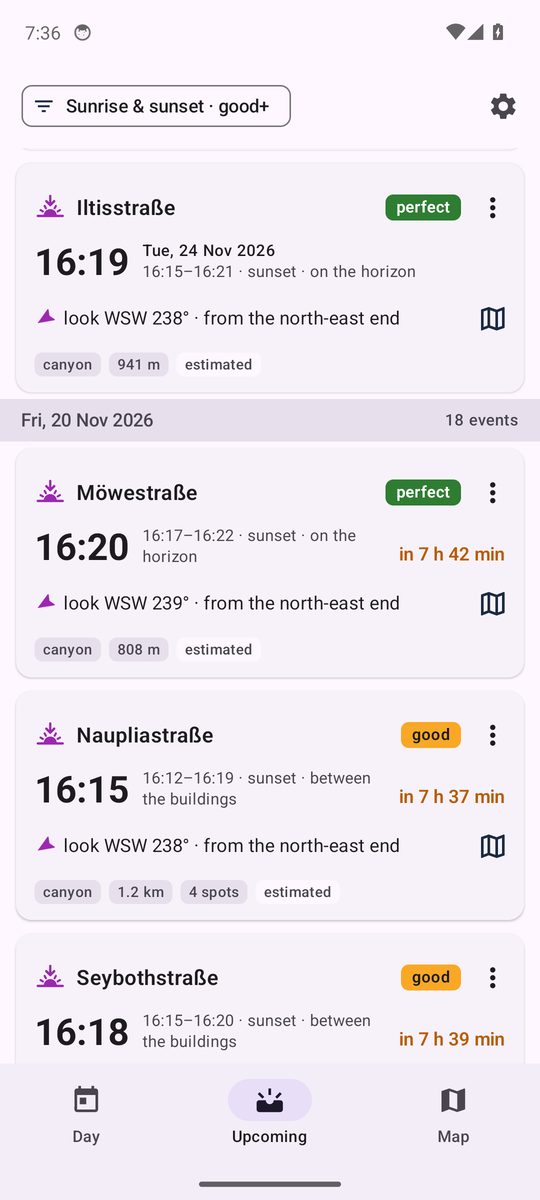 7:36
Sunrise & sunset · good+
Iltisstraße
perfect
16:19
Tue, 24 Nov 2026
16:15–16:21 · sunset · on the horizon
look WSW 238° · from the north-east end
canyon 941 m estimated
Fri, 20 Nov 2026
18 events
Möwestraße
perfect
16:20
16:17–16:22 · sunset · on the
horizon
in 7 h 42 min
look WSW 239° · from the north-east end
canyon 808 m estimated
Naupliastraße
good
16:15
16:12–16:19 · sunset · between
the buildings
in 7 h 37 min
look WSW 238° · from the north-east end
canyon 1.2 km 4 spots estimated
Seybothstraße
good
16:18
16:15–16:20 · sunset · between
the buildings
in 7 h 39 min
Day
Upcoming
Map